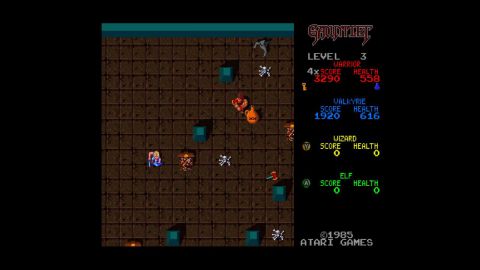 GAUNTLET
LEVEL 3
WARRIOR
4x SCORE HEALTH
3290 558
VALKYRIE
SCORE HEALTH
1920 616
WIZARD
SCORE HEALTH
0 0
ELF
SCORE HEALTH
0 0
©1985
ATARI GAMES